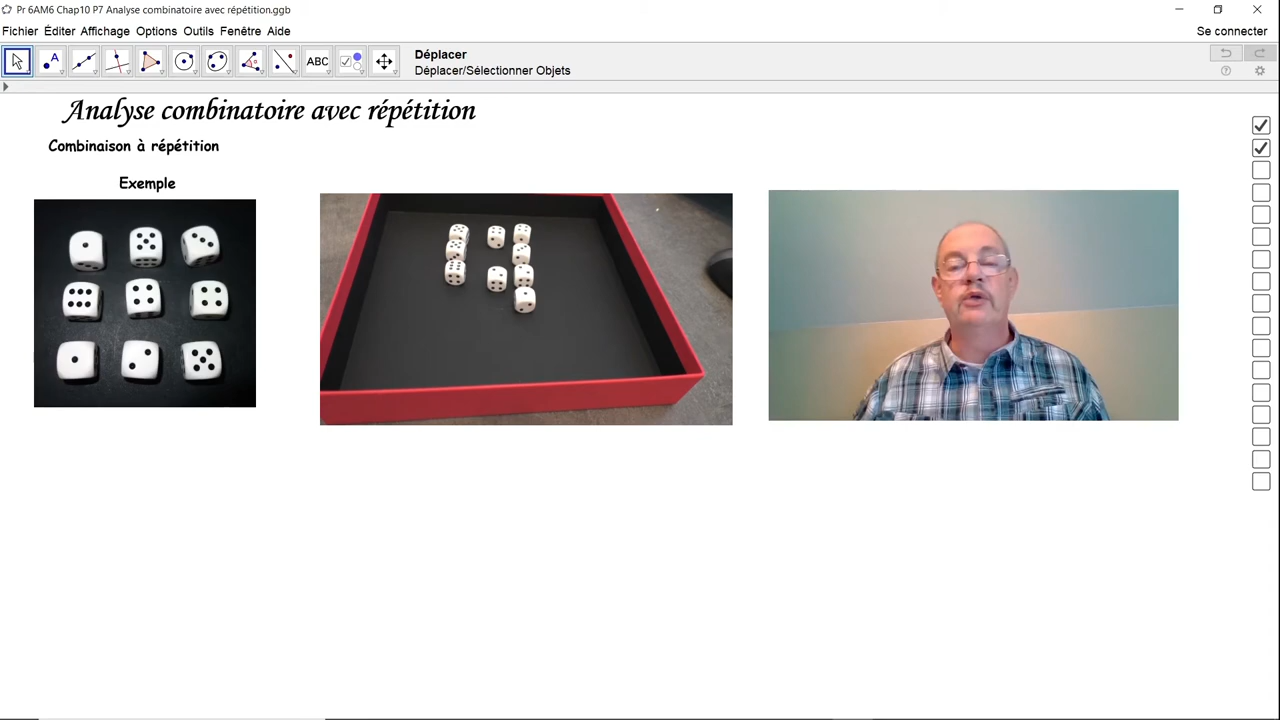 Pr 6AM6 Chap10 P7 Analyse combinatoire avec répétition.ggb
Fichier Éditer Affichage Options Outils Fenêtre Aide
Se connecter
A
ABC
Déplacer
Déplacer/Sélectionner Objets
Analyse combinatoire avec répétition
Combinaison à répétition
Exemple